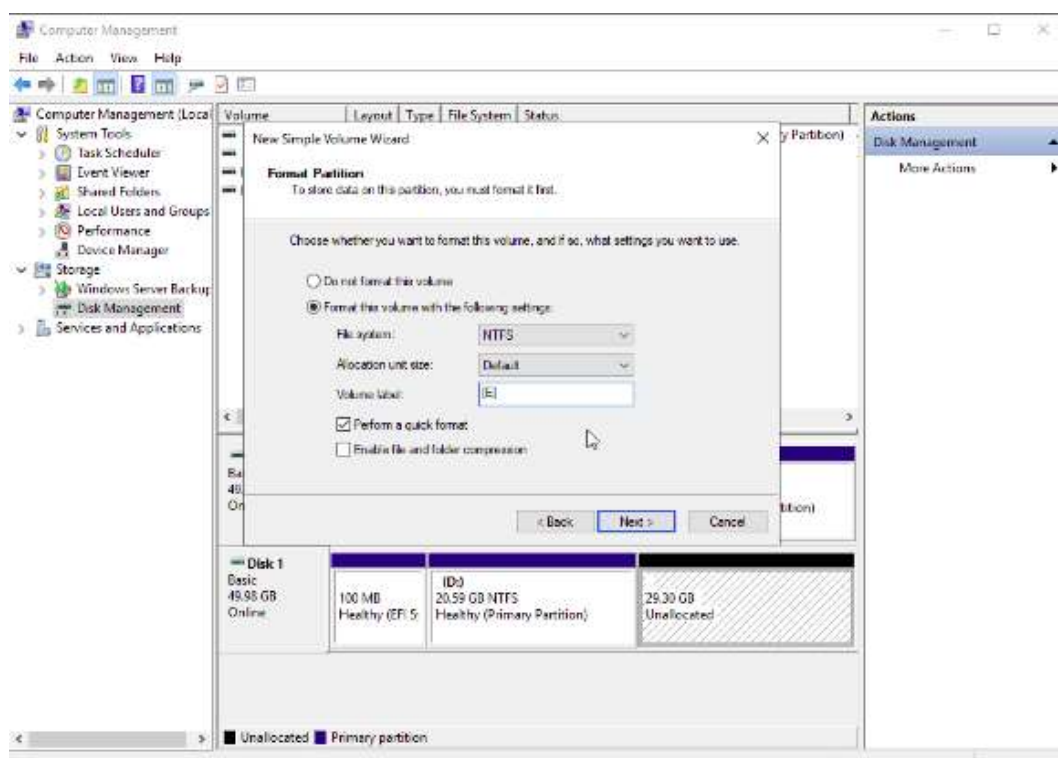 Computer Management
File Action View Help
Computer Management (Local
System Tools
Task Scheduler
Event Viewer
Shared Folders
Local Users and Groups
Performance
Device Manager
Storage
Windows Server Backup
Disk Management
Services and Applications
Volume Layout Type File System Status
y Partition)
New Simple Volume Wizard
Format Partition
To store data on this partition, you must format it first.
Choose whether you want to format this volume, and if so, what settings you want to use.
Do not format this volume
Format this volume with the following settings:
File system: NTFS
Allocation unit size: Default
Volume label: (E)
Perform a quick format
Enable file and folder compression
< Back Next > Cancel
Ba
49.
On
tition)
Disk 1
Basic
49.98 GB
Online
100 MB
Healthy (EFI S
(D:)
20.59 GB NTFS
Healthy (Primary Partition)
29.30 GB
Unallocated
Unallocated Primary partition
Actions
Disk Management
More Actions